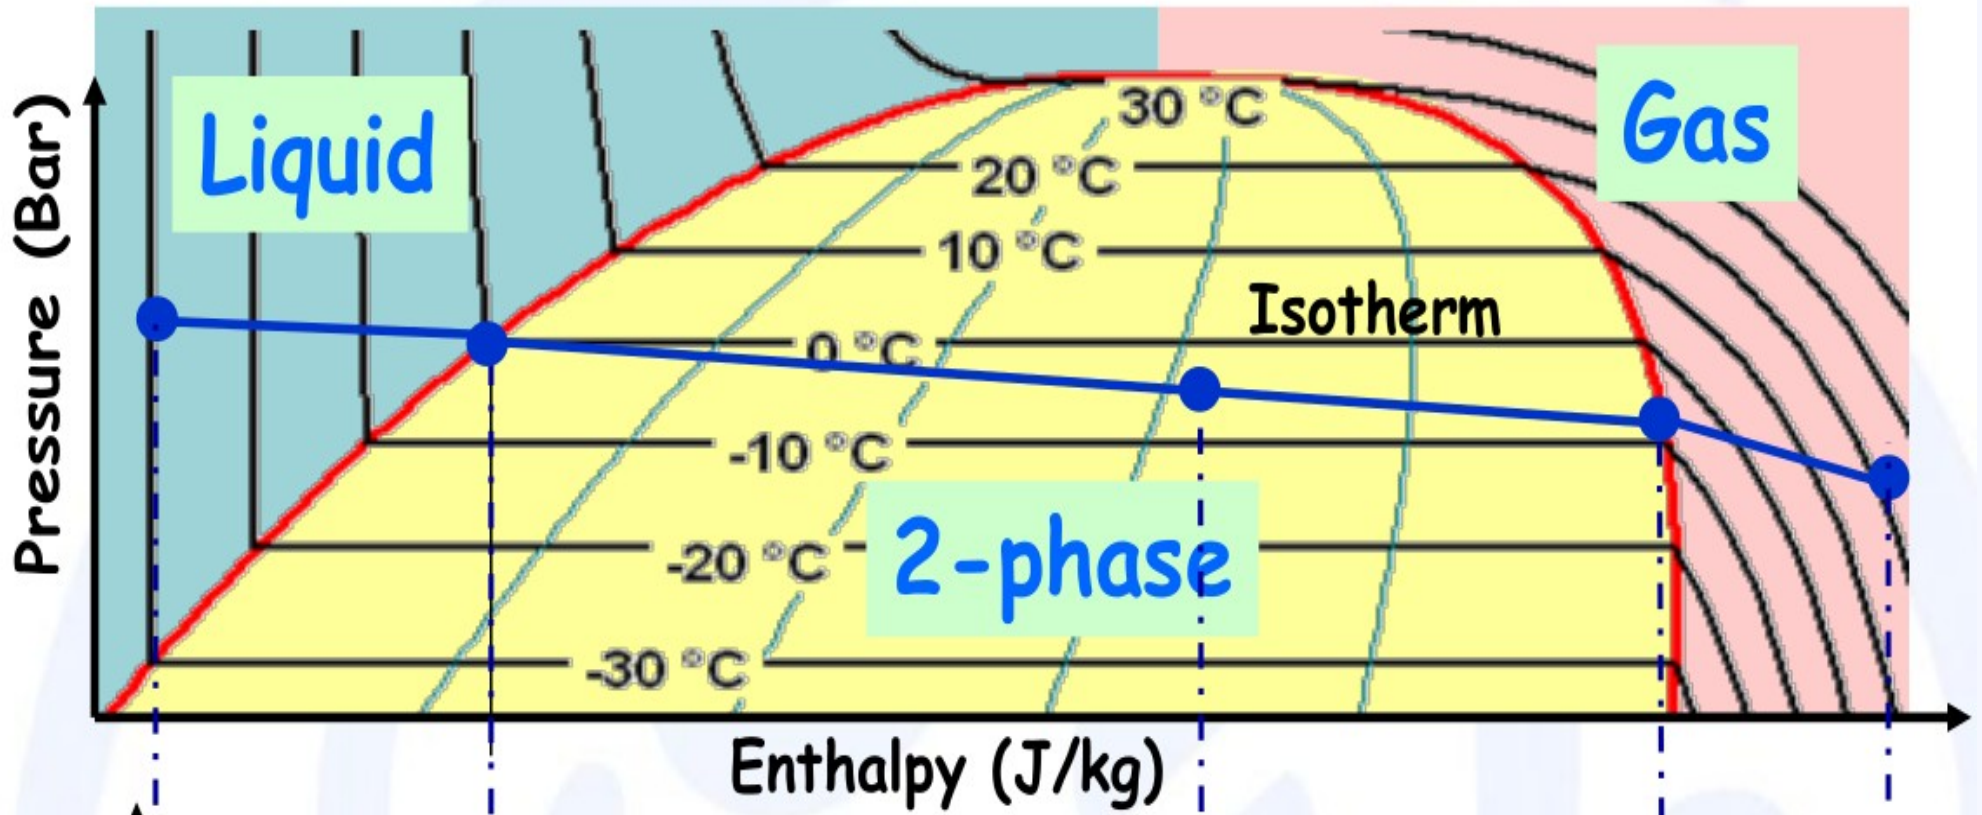 Pressure (Bar)
Liquid
Gas
30 °C
20 °C
10 °C
Isotherm
0 °C
-10 °C
2-phase
-20 °C
-30 °C
Enthalpy (J/kg)